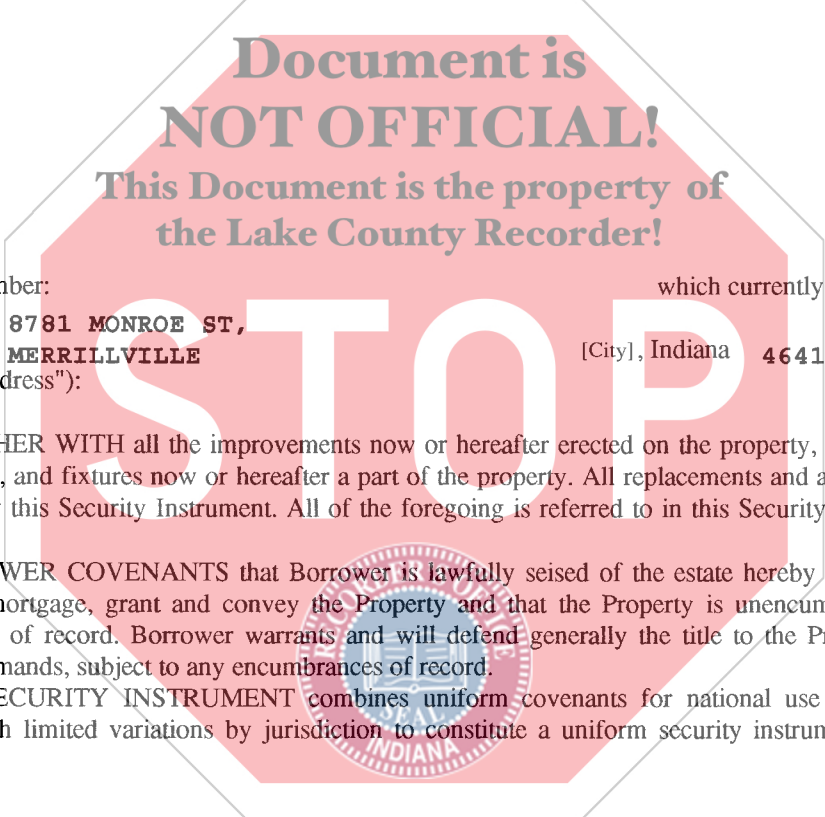 Document is
NOT OFFICIAL!
This Document is the property of
the Lake County Recorder!
nber: which currently
8781 MONROE ST,
MERRILLVILLE [City], Indiana 4641
dress"):
HER WITH all the improvements now or hereafter erected on the property,
, and fixtures now or hereafter a part of the property. All replacements and a
this Security Instrument. All of the foregoing is referred to in this Security
STOP
WER COVENANTS that Borrower is lawfully seised of the estate hereby
nortgage, grant and convey the Property and that the Property is unencum
of record. Borrower warrants and will defend generally the title to the Pr
mands, subject to any encumbrances of record.
ECURITY INSTRUMENT combines uniform covenants for national use
h limited variations by jurisdiction to constitute a uniform security instrum
SEAL
INDIANA